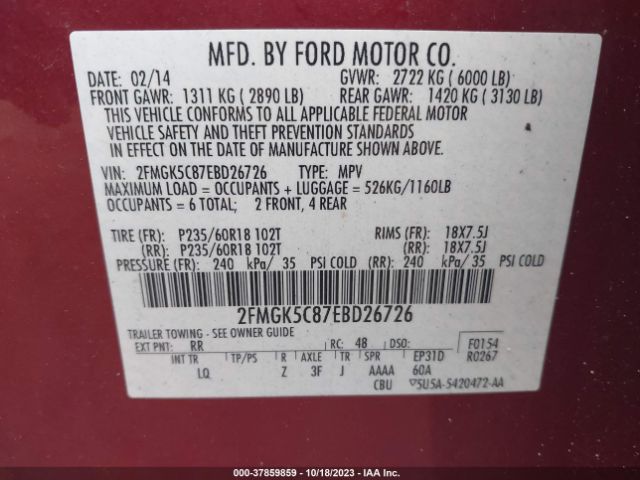 MFD. BY FORD MOTOR CO.
DATE: 02/14 GVWR: 2722 KG ( 6000 LB)
FRONT GAWR: 1311 KG ( 2890 LB) REAR GAWR: 1420 KG ( 3130 LB)
THIS VEHICLE CONFORMS TO ALL APPLICABLE FEDERAL MOTOR
VEHICLE SAFETY AND THEFT PREVENTION STANDARDS
IN EFFECT ON THE DATE OF MANUFACTURE SHOWN ABOVE.
VIN: 2FMGK5C87EBD26726 TYPE: MPV
MAXIMUM LOAD = OCCUPANTS + LUGGAGE = 526KG/1160LB
OCCUPANTS = 6 TOTAL; 2 FRONT, 4 REAR
TIRE (FR): P235/60R18 102T RIMS (FR): 18X7.5J
(RR): P235/60R18 102T (RR): 18X7.5J
PRESSURE (FR): 240 kPa/ 35 PSI COLD (RR): 240 kPa/ 35 PSI COLD
2FMGK5C87EBD26726
TRAILER TOWING - SEE OWNER GUIDE
EXT PNT: RR RC: 48 DSO: F0154
INT TR TP/PS R AXLE TR SPR EP31D R0267
LQ Z 3F J AAAA 60A
CBU 5U5A-5420472-AA
000-37859859 - 10/18/2023 - IAA Inc.